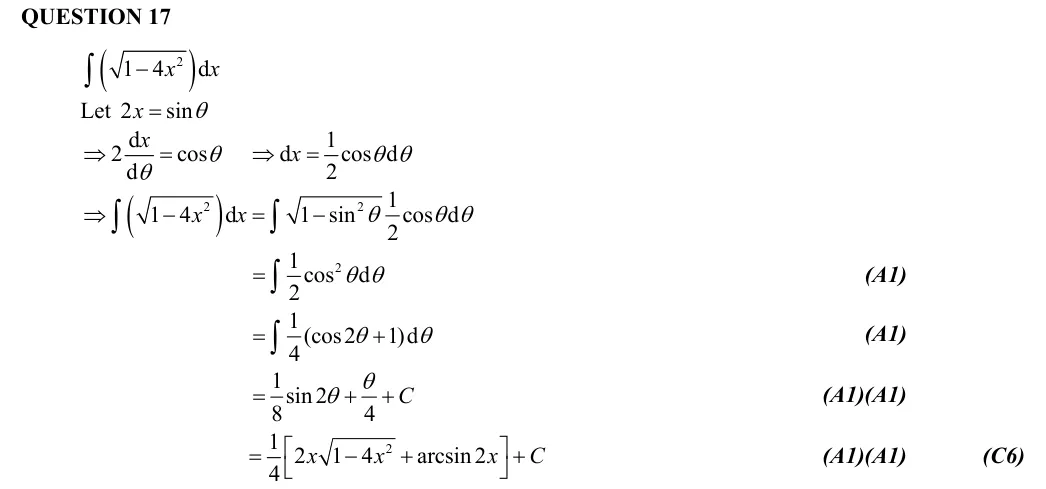 QUESTION 17
∫(√(1−4x²))dx
Let 2x = sinθ
⇒ 2 dx/dθ = cosθ ⇒ dx = 1/2 cosθdθ
⇒ ∫(√(1−4x²))dx = ∫ √(1−sin²θ) 1/2 cosθdθ
= ∫ 1/2 cos²θdθ (A1)
= ∫ 1/4 (cos2θ+1)dθ (A1)
= 1/8 sin2θ + θ/4 + C (A1)(A1)
= 1/4 [2x√(1−4x²) + arcsin2x] + C (A1)(A1) (C6)